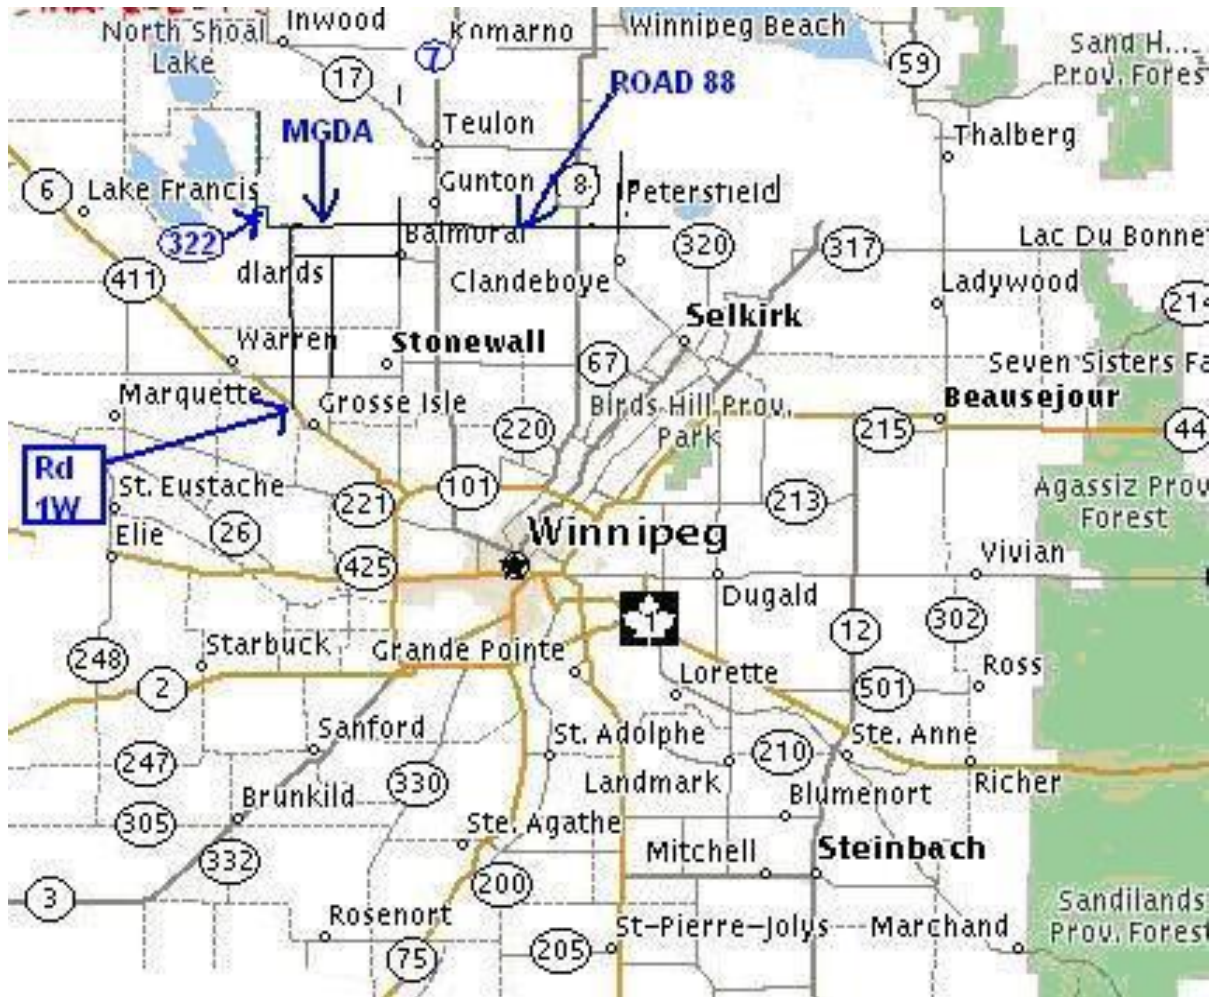 Inwood
Komarno
Winnipeg Beach
North Shoal
Lake
7
59
Sand H....
Prov. Forest
17
ROAD 88
MGDA
Teulon
Thalberg
6
Lake Francis
Gunton
8
Petersfield
322
Balmoral
320
317
Lac Du Bonnet
411
dlands
Clandeboye
Ladywood
214
Selkirk
Warren
Stonewall
67
Seven Sisters Fa
Marquette
Grosse Isle
Birds Hill Prov.
Park
Beausejour
220
215
44
Rd
1W
St. Eustache
221
101
213
Agassiz Prov
Forest
Elie
26
Winnipeg
425
Vivian
1
Dugald
12
302
248
Starbuck
Grande Pointe
2
Lorette
501
Ross
Sanford
St. Adolphe
210
Ste. Anne
247
330
Landmark
Richer
Brunkild
Blumenort
305
Ste. Agathe
332
Mitchell
Steinbach
3
200
Rosenort
St-Pierre-Jolys
Marchand
Sandilands
Prov. Forest
75
205